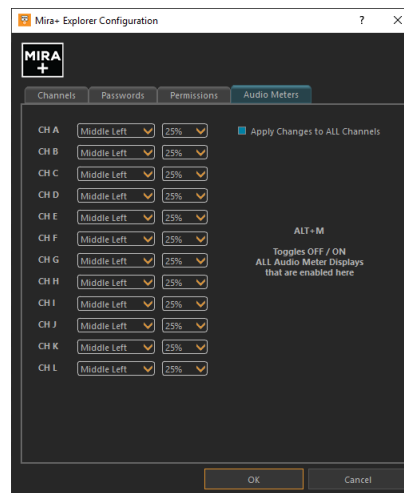 Mira+ Explorer Configuration ? X
MIRA
+
Channels Passwords Permissions Audio Meters
CH A Middle Left 25% Apply Changes to ALL Channels
CH B Middle Left 25%
CH C Middle Left 25%
CH D Middle Left 25%
CH E Middle Left 25%
CH F Middle Left 25%
CH G Middle Left 25%
CH H Middle Left 25%
CH I Middle Left 25%
CH J Middle Left 25%
CH K Middle Left 25%
CH L Middle Left 25%
ALT+M
Toggles OFF / ON
ALL Audio Meter Displays
that are enabled here
OK Cancel